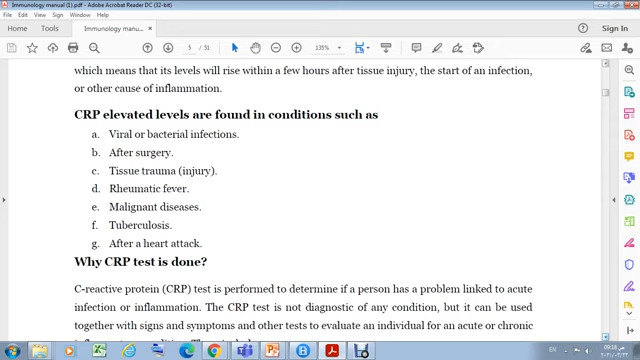 Immunology manual (1).pdf - Adobe Acrobat Reader DC (32-bit)
File Edit View Sign Window Help
Home Tools Immunology manual... × Sign In
5 / 51 135%
which means that its levels will rise within a few hours after tissue injury, the start of an infection,
or other cause of inflammation.
CRP elevated levels are found in conditions such as
a. Viral or bacterial infections.
b. After surgery.
c. Tissue trauma (injury).
d. Rheumatic fever.
e. Malignant diseases.
f. Tuberculosis.
g. After a heart attack.
Why CRP test is done?
C-reactive protein (CRP) test is performed to determine if a person has a problem linked to acute
infection or inflammation. The CRP test is not diagnostic of any condition, but it can be used
together with signs and symptoms and other tests to evaluate an individual for an acute or chronic
EN